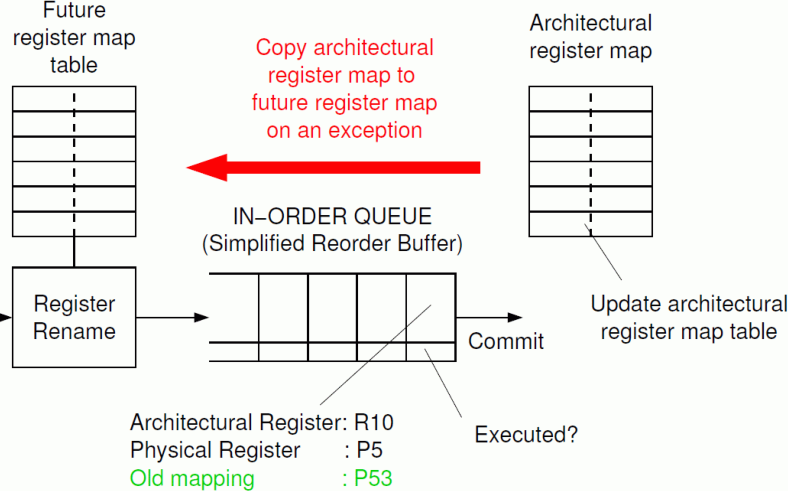 Future
register map
table
Copy architectural
register map to
future register map
on an exception
Architectural
register map
IN-ORDER QUEUE
(Simplified Reorder Buffer)
Register
Rename
Update architectural
register map table
Commit
Architectural Register: R10
Physical Register : P5
Old mapping : P53
Executed?